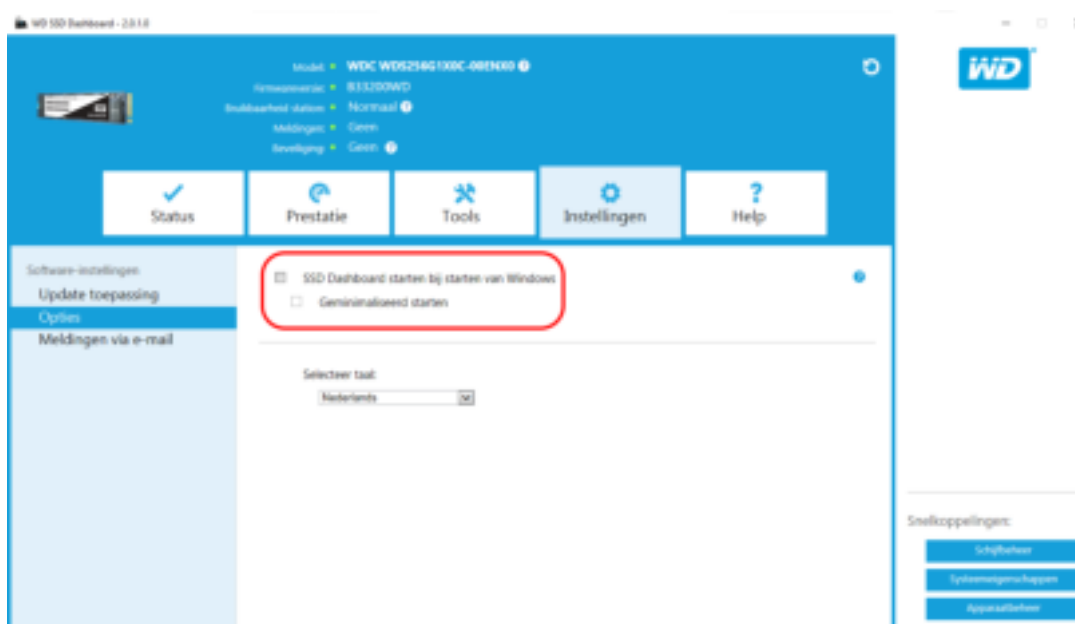 WD SSD Dashboard - 2.0.1.0
Model: WDC WDS256G1X0C-00ENX0
Firmwareversie: B33200WD
Bruikbaarheid station: Normaal
Meldingen: Geen
Beveiliging: Geen
WD
Status
Prestatie
Tools
Instellingen
Help
Software-instellingen
Update toepassing
Opties
Meldingen via e-mail
SSD Dashboard starten bij starten van Windows
Geminimaliseerd starten
Selecteer taal:
Nederlands
Snelkoppelingen:
Schijfbeheer
Systeemeigenschappen
Apparaatbeheer